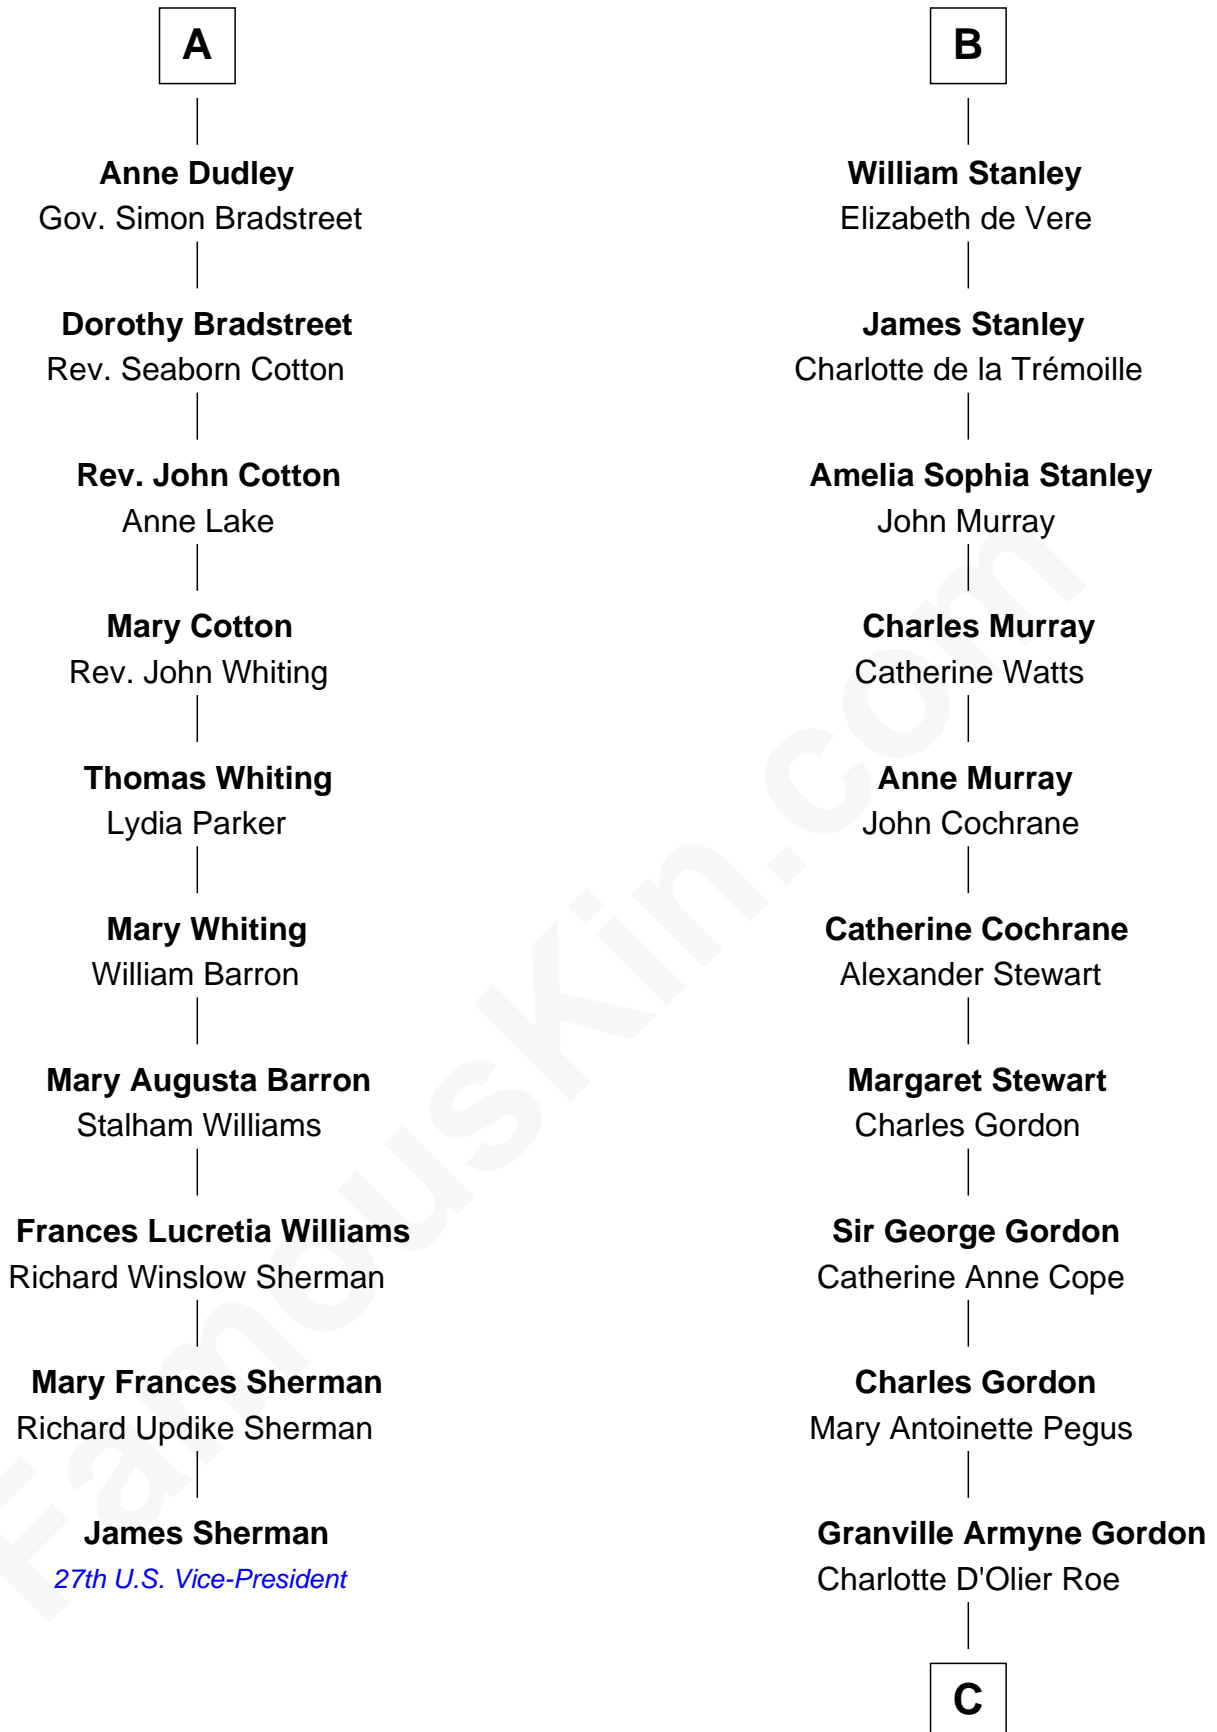 A
Anne Dudley
Gov. Simon Bradstreet
Dorothy Bradstreet
Rev. Seaborn Cotton
Rev. John Cotton
Anne Lake
Mary Cotton
Rev. John Whiting
Thomas Whiting
Lydia Parker
Mary Whiting
William Barron
Mary Augusta Barron
Stalham Williams
Frances Lucretia Williams
Richard Winslow Sherman
Mary Frances Sherman
Richard Updike Sherman
James Sherman
27th U.S. Vice-President
B
William Stanley
Elizabeth de Vere
James Stanley
Charlotte de la Trémoille
Amelia Sophia Stanley
John Murray
Charles Murray
Catherine Watts
Anne Murray
John Cochrane
Catherine Cochrane
Alexander Stewart
Margaret Stewart
Charles Gordon
Sir George Gordon
Catherine Anne Cope
Charles Gordon
Mary Antoinette Pegus
Granville Armyne Gordon
Charlotte D'Olier Roe
C
FamousKin.com